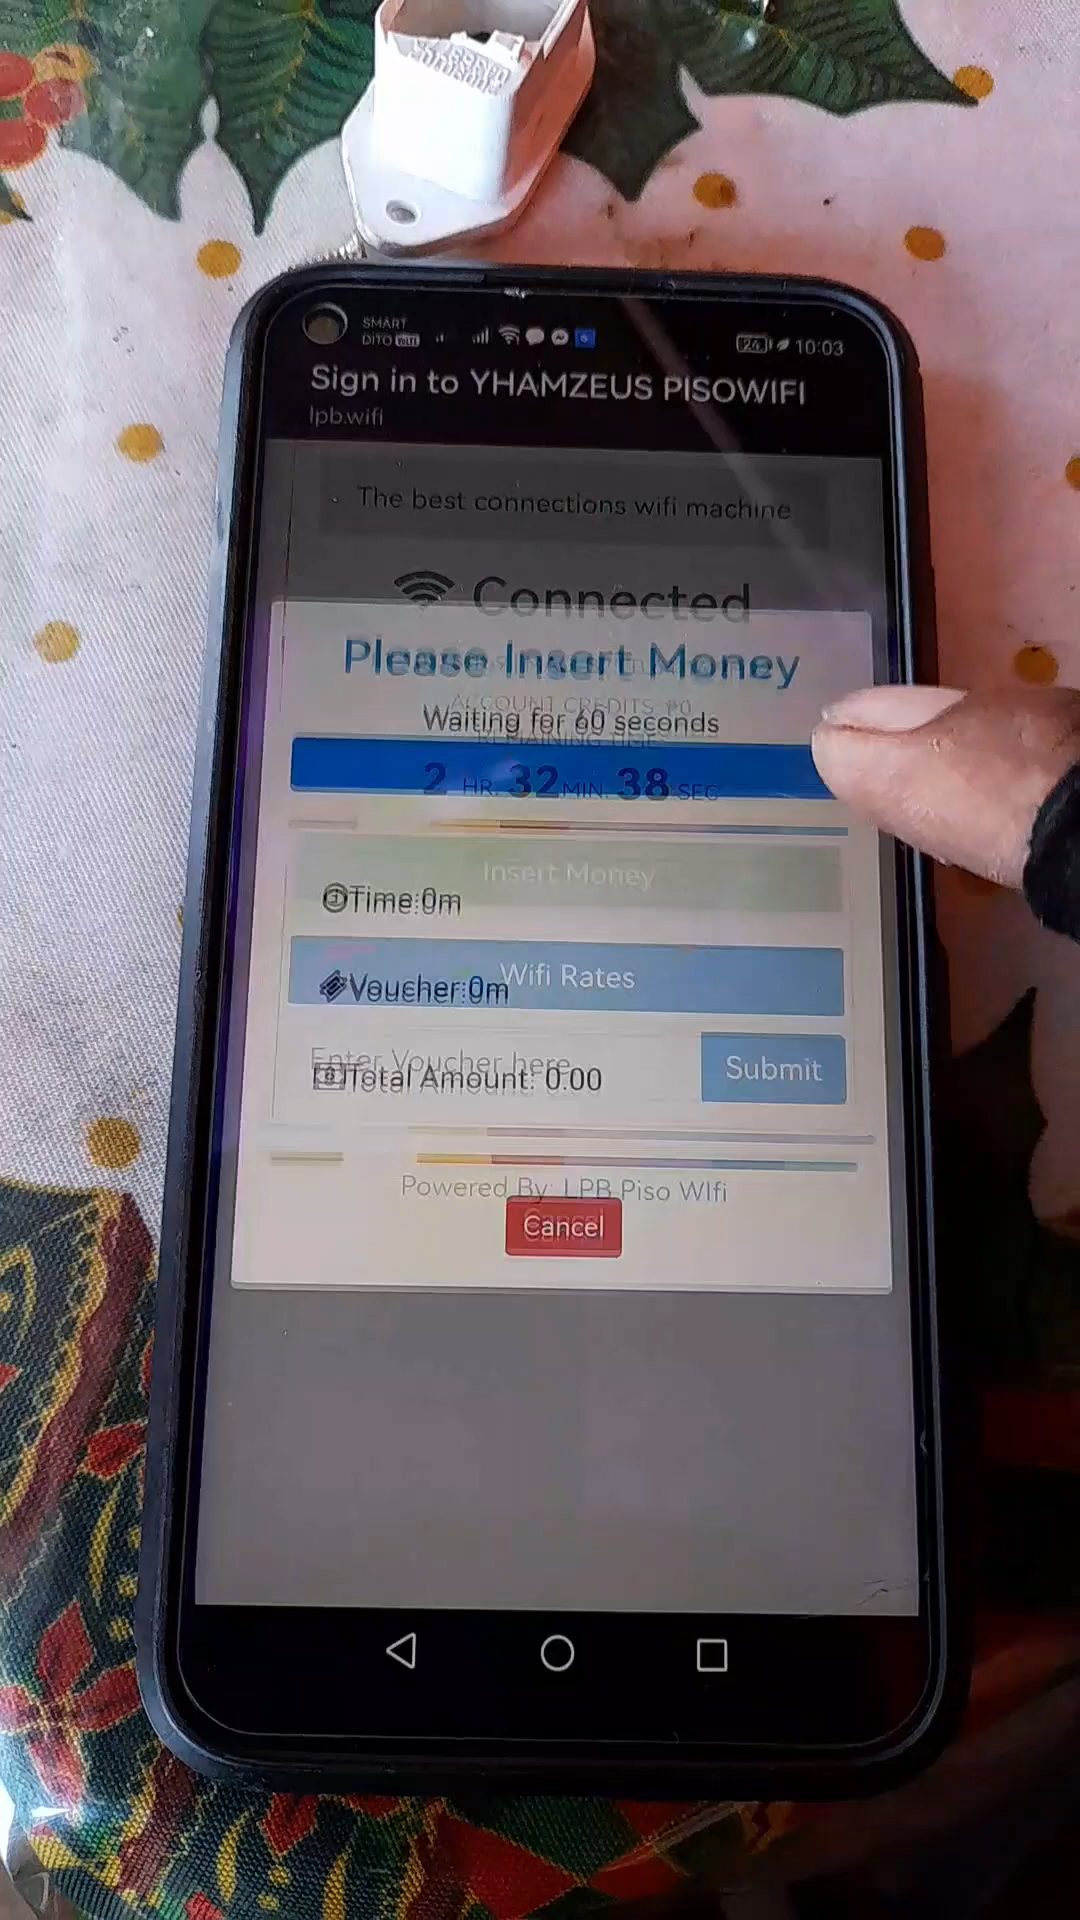 SMART
DITO VoLTE
24
10:03
Sign in to YHAMZEUS PISOWIFI
lpb.wifi
The best connections wifi machine
Connected
Please Insert Money
ACCOUNT CREDITS: ₱0
Waiting for 60 seconds
REMAINING TIME
2 HR. 32 MIN. 38 SEC
Insert Money
Time:0m
Wifi Rates
Voucher:0m
Enter Voucher here
Submit
Total Amount: 0.00
Powered By: LPB Piso WIfi
Cancel